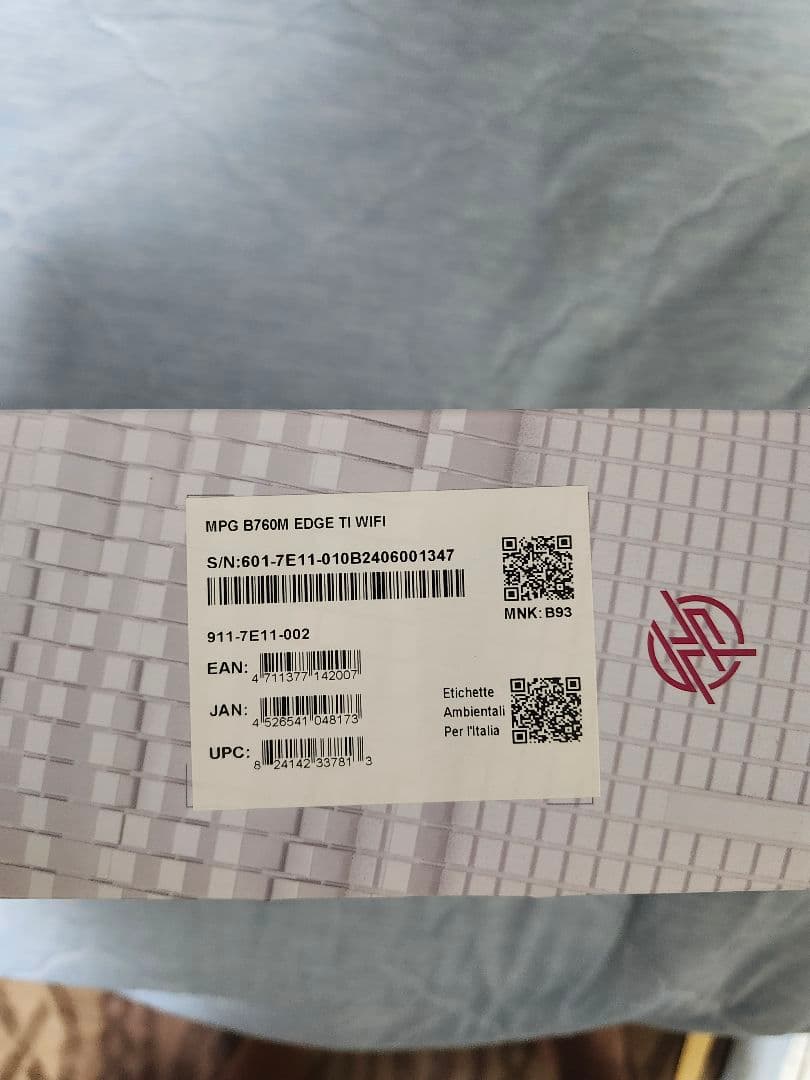 MPG B760M EDGE TI WIFI
S/N:601-7E11-010B2406001347
MNK: B93
911-7E11-002
EAN: 4 711377 142007
JAN: 4 526541 048173
UPC: 8 24142 33781 3
Etichette
Ambientali
Per l'Italia